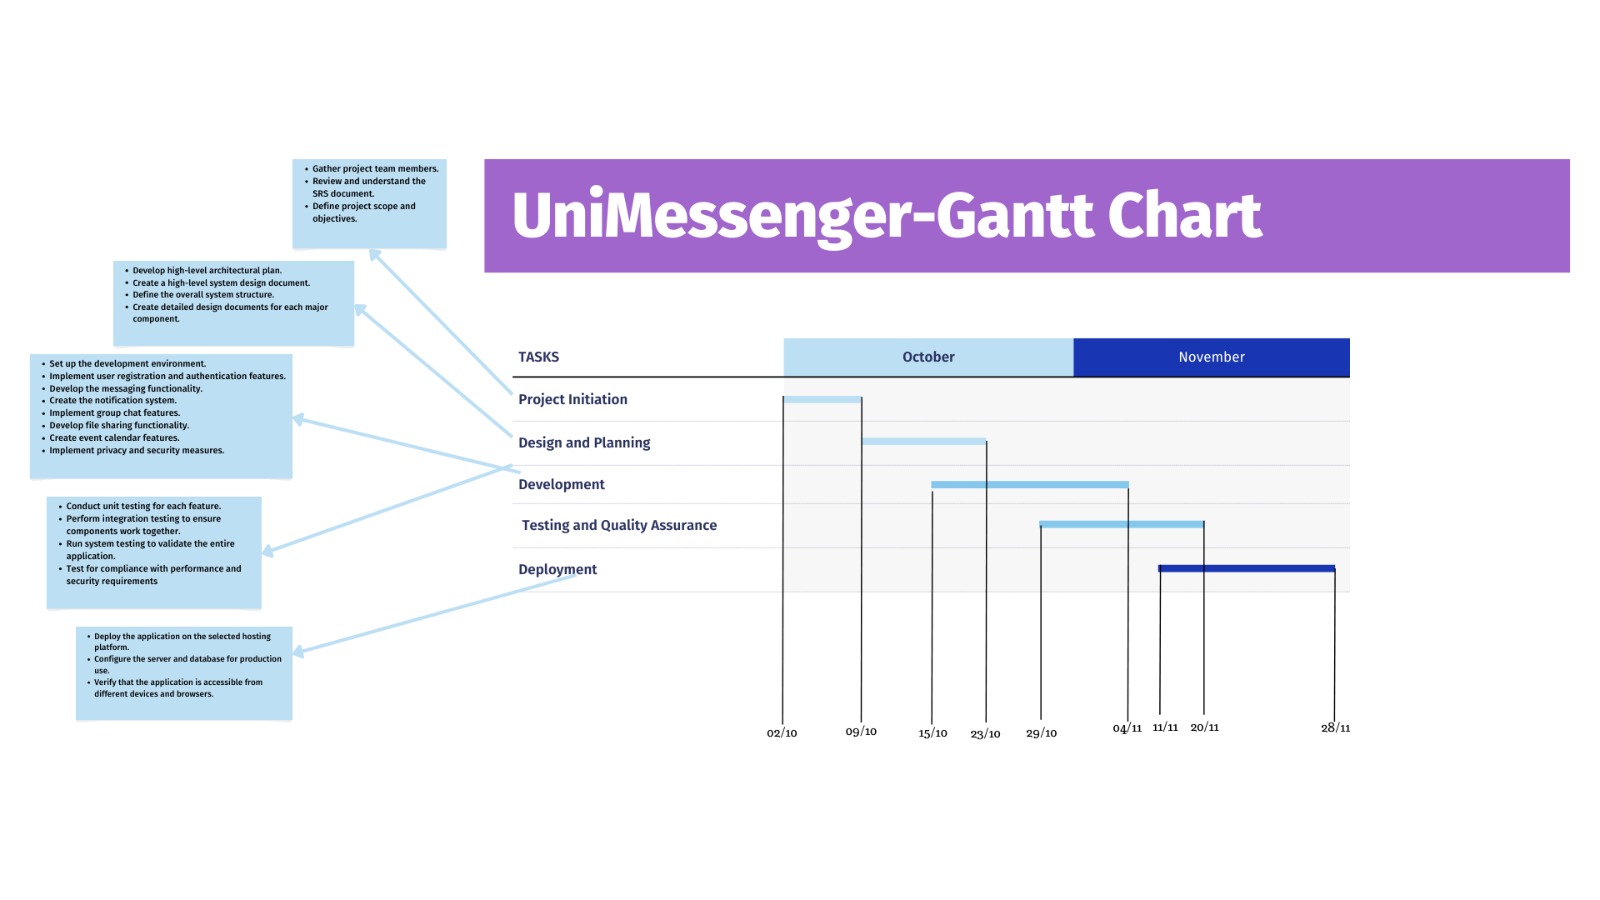 UniMessenger-Gantt Chart
• Gather project team members.
• Review and understand the
SRS document.
• Define project scope and
objectives.
• Develop high-level architectural plan.
• Create a high-level system design document.
• Define the overall system structure.
• Create detailed design documents for each major
component.
• Set up the development environment.
• Implement user registration and authentication features.
• Develop the messaging functionality.
• Create the notification system.
• Implement group chat features.
• Develop file sharing functionality.
• Create event calendar features.
• Implement privacy and security measures.
• Conduct unit testing for each feature.
• Perform integration testing to ensure
components work together.
• Run system testing to validate the entire
application.
• Test for compliance with performance and
security requirements
• Deploy the application on the selected hosting
platform.
• Configure the server and database for production
use.
• Verify that the application is accessible from
different devices and browsers.
TASKS October November
Project Initiation
Design and Planning
Development
Testing and Quality Assurance
Deployment
02/10 09/10 15/10 23/10 29/10 04/11 11/11 20/11 28/11